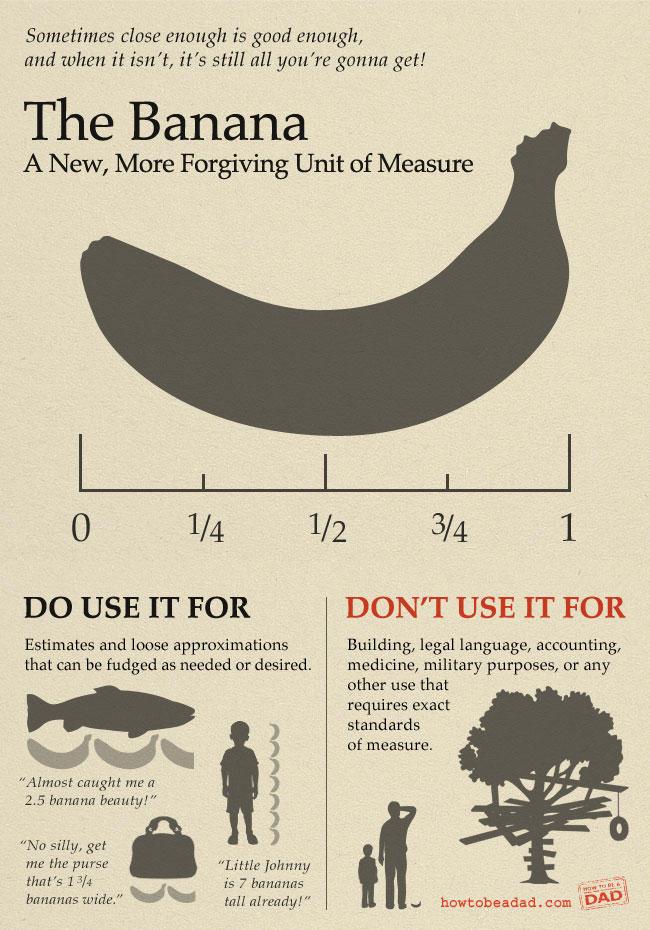 Sometimes close enough is good enough,
and when it isn't, it's still all you're gonna get!
The Banana
A New, More Forgiving Unit of Measure
0 1/4 1/2 3/4 1
DO USE IT FOR
Estimates and loose approximations
that can be fudged as needed or desired.
“Almost caught me a
2.5 banana beauty!”
“No silly, get
me the purse
that’s 1 3/4
bananas wide.”
“Little Johnny
is 7 bananas
tall already!”
DON’T USE IT FOR
Building, legal language, accounting,
medicine, military purposes, or any
other use that
requires exact
standards
of measure.
howtobeadad.com
HOW TO BE A
DAD